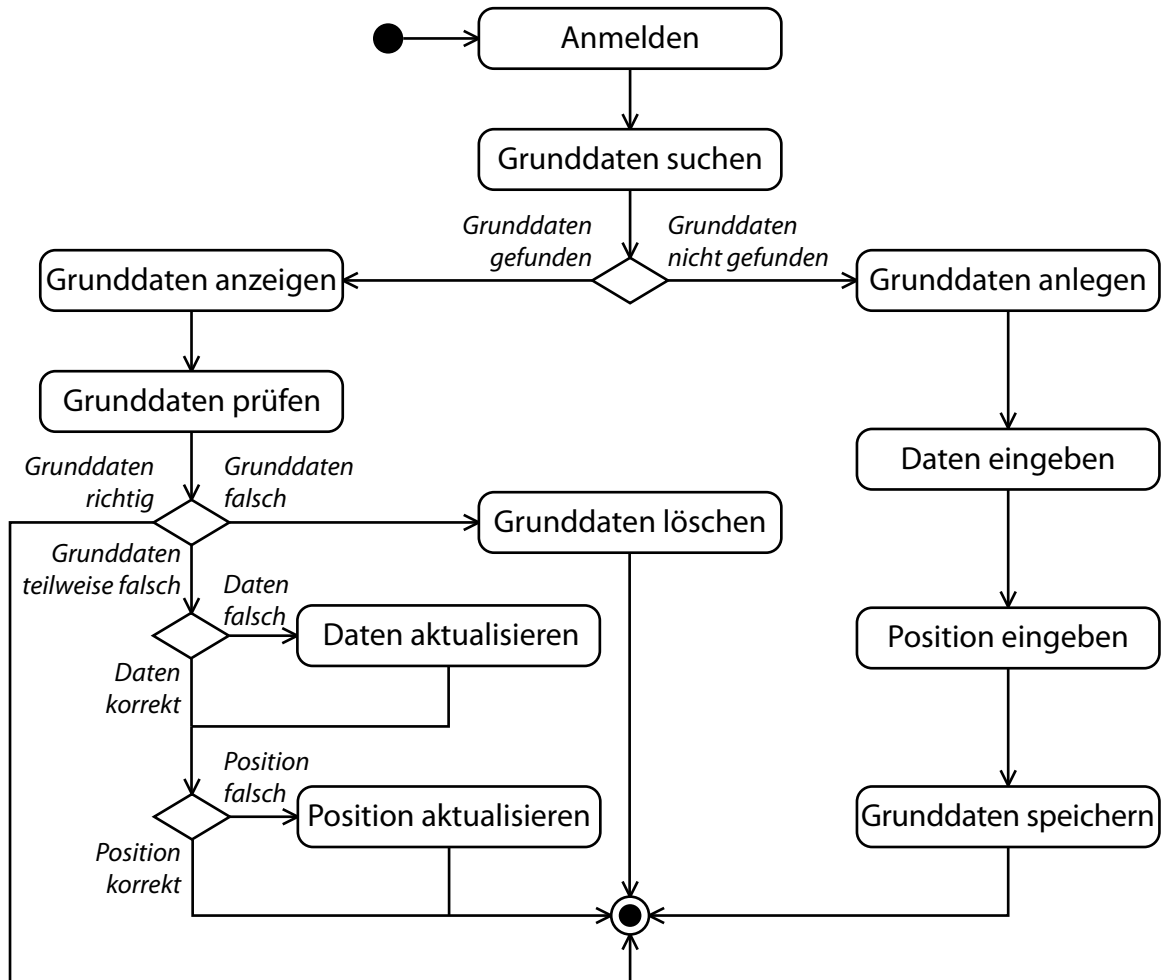 Anmelden
Grunddaten suchen
Grunddaten
gefunden
Grunddaten
nicht gefunden
Grunddaten anzeigen
Grunddaten anlegen
Grunddaten prüfen
Daten eingeben
Grunddaten
richtig
Grunddaten
falsch
Grunddaten löschen
Grunddaten
teilweise falsch
Daten
falsch
Daten aktualisieren
Position eingeben
Daten
korrekt
Position
falsch
Position aktualisieren
Grunddaten speichern
Position
korrekt